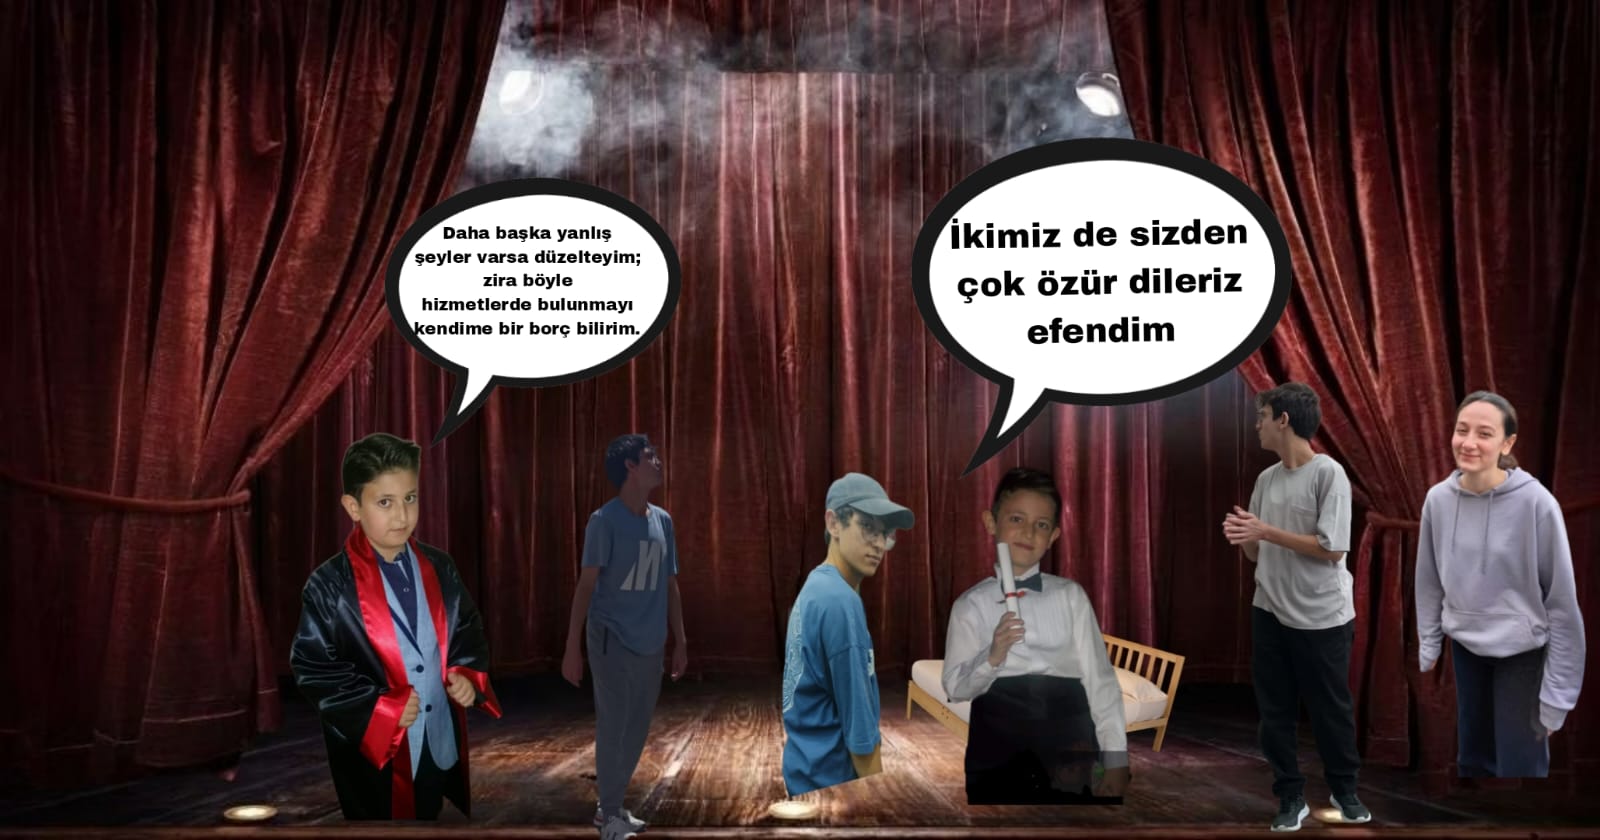 Daha başka yanlış
şeyler varsa düzelteyim;
zira böyle
hizmetlerde bulunmayı
kendime bir borç bilirim.
İkimiz de sizden
çok özür dileriz
efendim